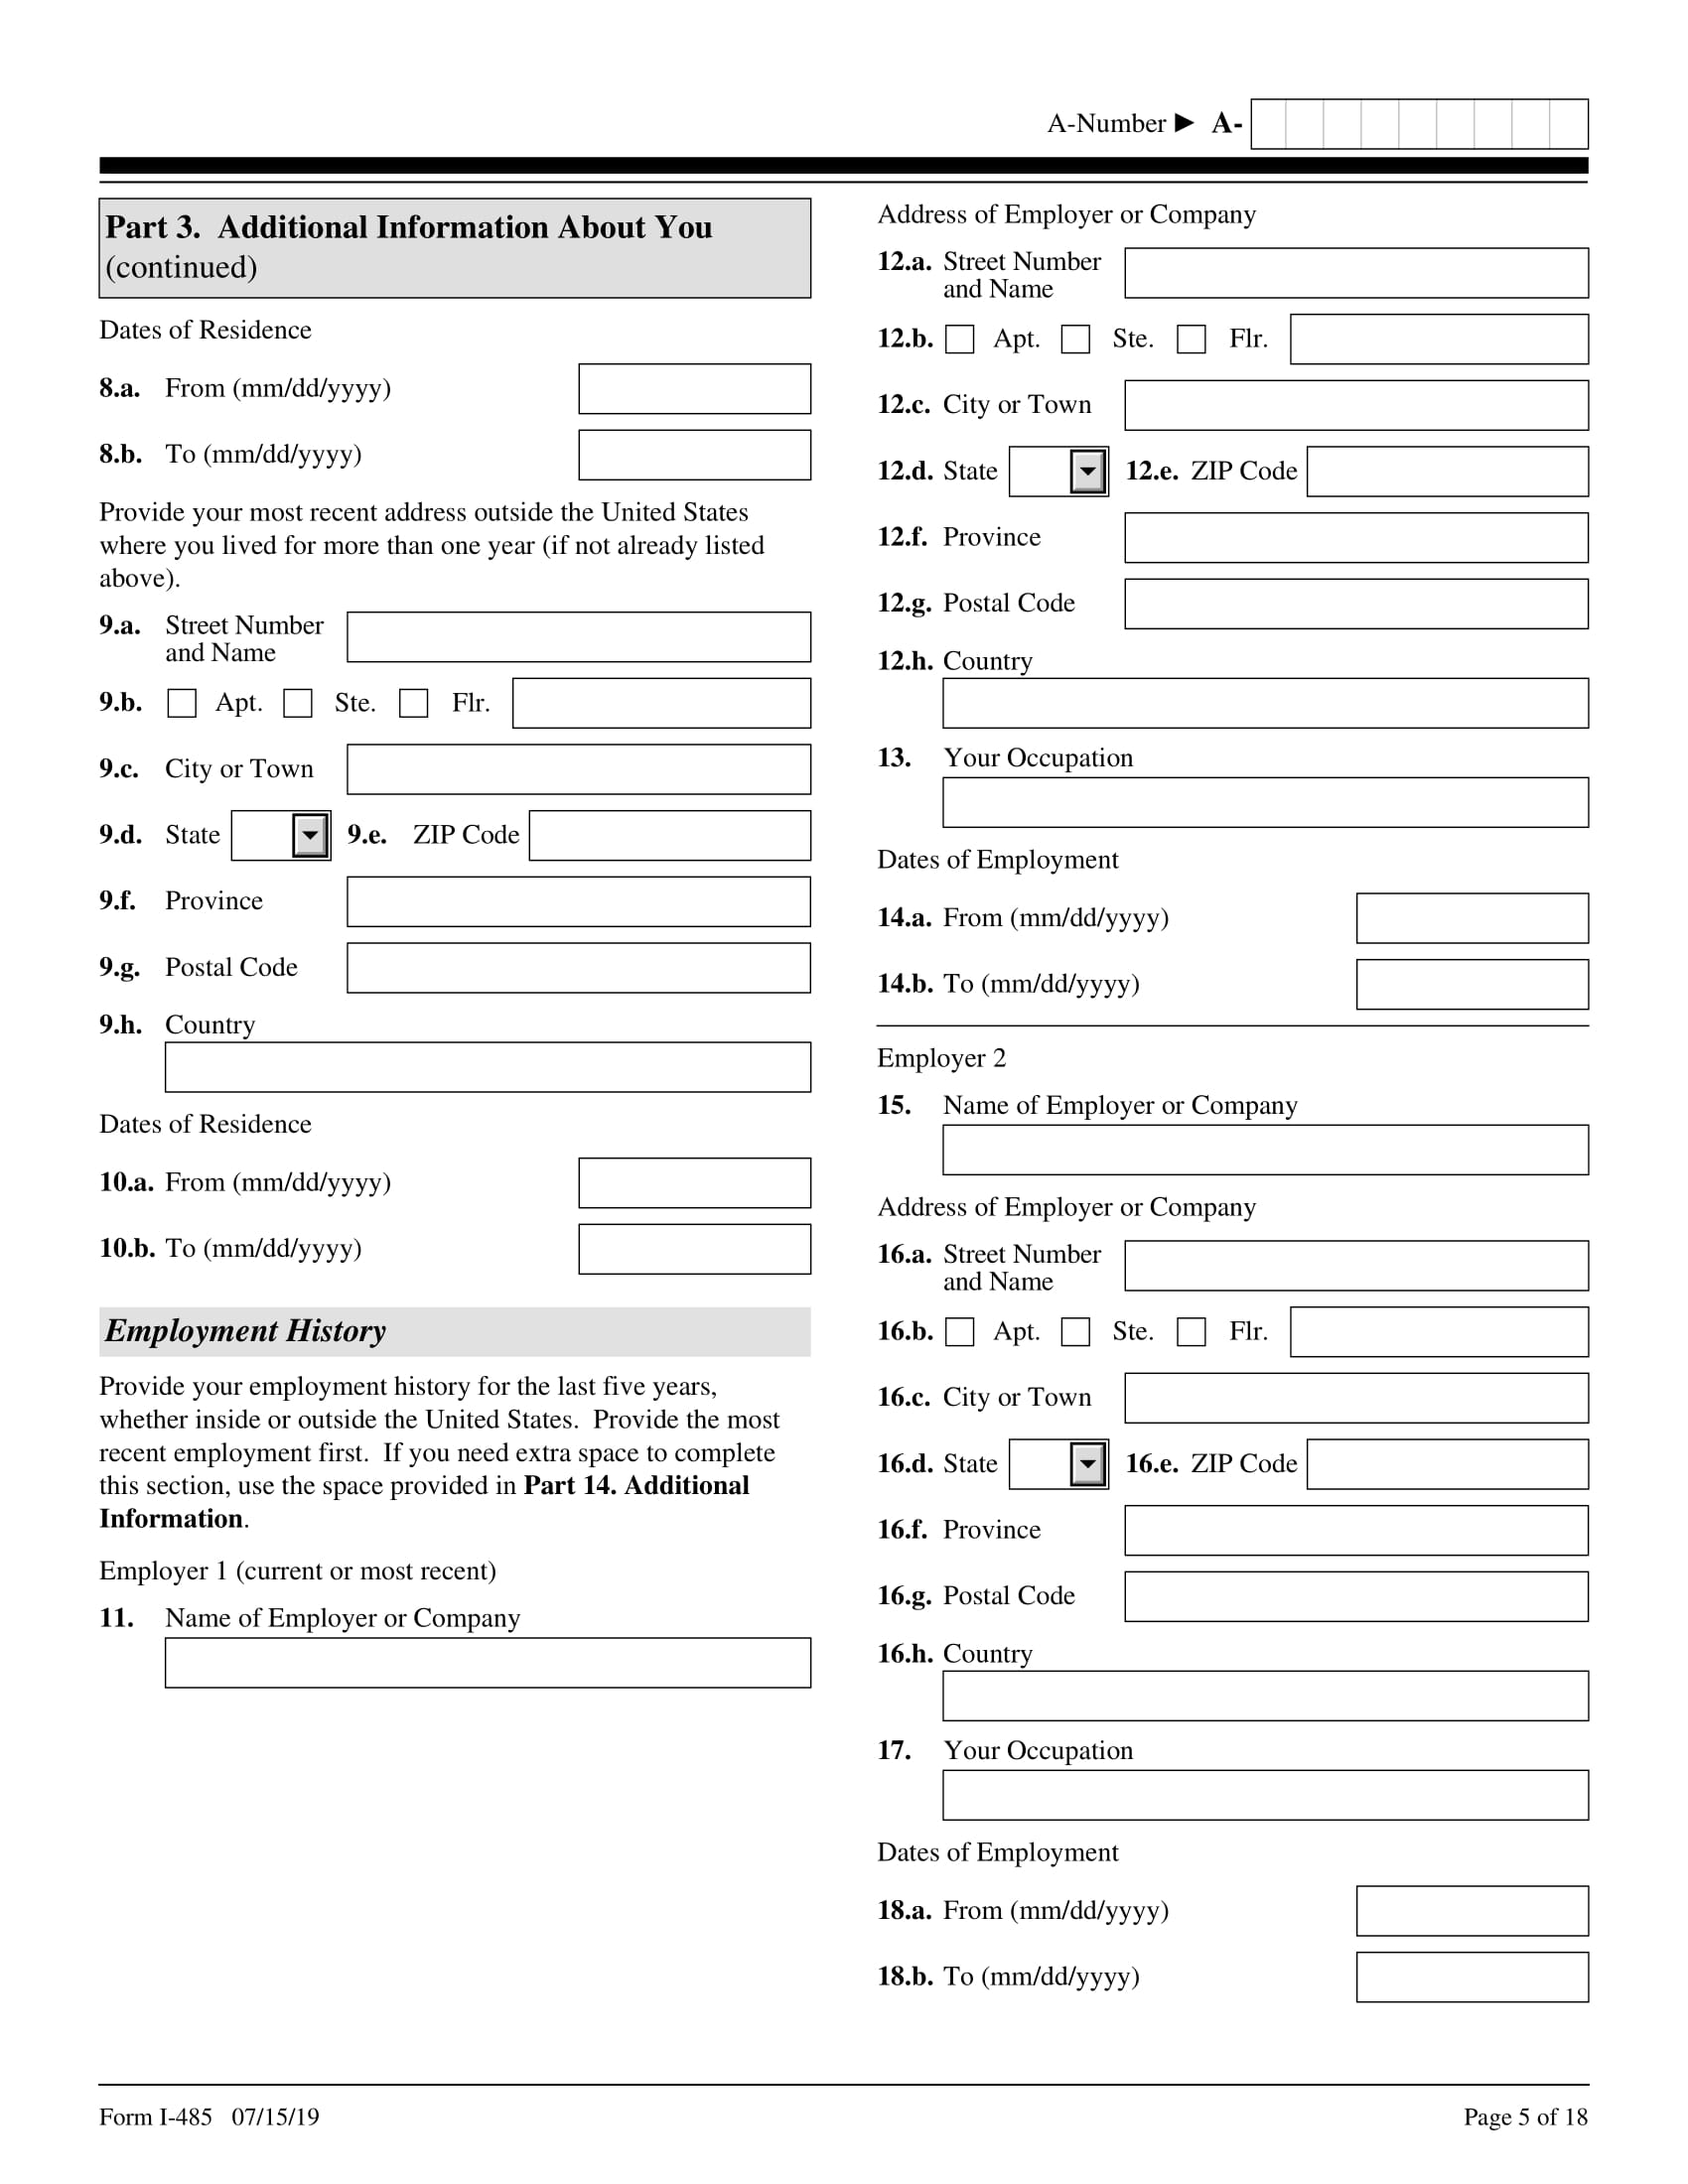 A-Number ► A-
Part 3.  Additional Information About You
(continued)
Dates of Residence
8.a. From (mm/dd/yyyy)
8.b. To (mm/dd/yyyy)
Provide your most recent address outside the United States
where you lived for more than one year (if not already listed
above).
9.a. Street Number
and Name
9.b. Apt. Ste. Flr.
9.c. City or Town
9.d. State 9.e. ZIP Code
9.f. Province
9.g. Postal Code
9.h. Country
Dates of Residence
10.a. From (mm/dd/yyyy)
10.b. To (mm/dd/yyyy)
Employment History
Provide your employment history for the last five years,
whether inside or outside the United States.  Provide the most
recent employment first.  If you need extra space to complete
this section, use the space provided in Part 14. Additional
Information.
Employer 1 (current or most recent)
11. Name of Employer or Company
Address of Employer or Company
12.a. Street Number
and Name
12.b. Apt. Ste. Flr.
12.c. City or Town
12.d. State 12.e. ZIP Code
12.f. Province
12.g. Postal Code
12.h. Country
13. Your Occupation
Dates of Employment
14.a. From (mm/dd/yyyy)
14.b. To (mm/dd/yyyy)
Employer 2
15. Name of Employer or Company
Address of Employer or Company
16.a. Street Number
and Name
16.b. Apt. Ste. Flr.
16.c. City or Town
16.d. State 16.e. ZIP Code
16.f. Province
16.g. Postal Code
16.h. Country
17. Your Occupation
Dates of Employment
18.a. From (mm/dd/yyyy)
18.b. To (mm/dd/yyyy)
Form I-485   07/15/19
Page 5 of 18